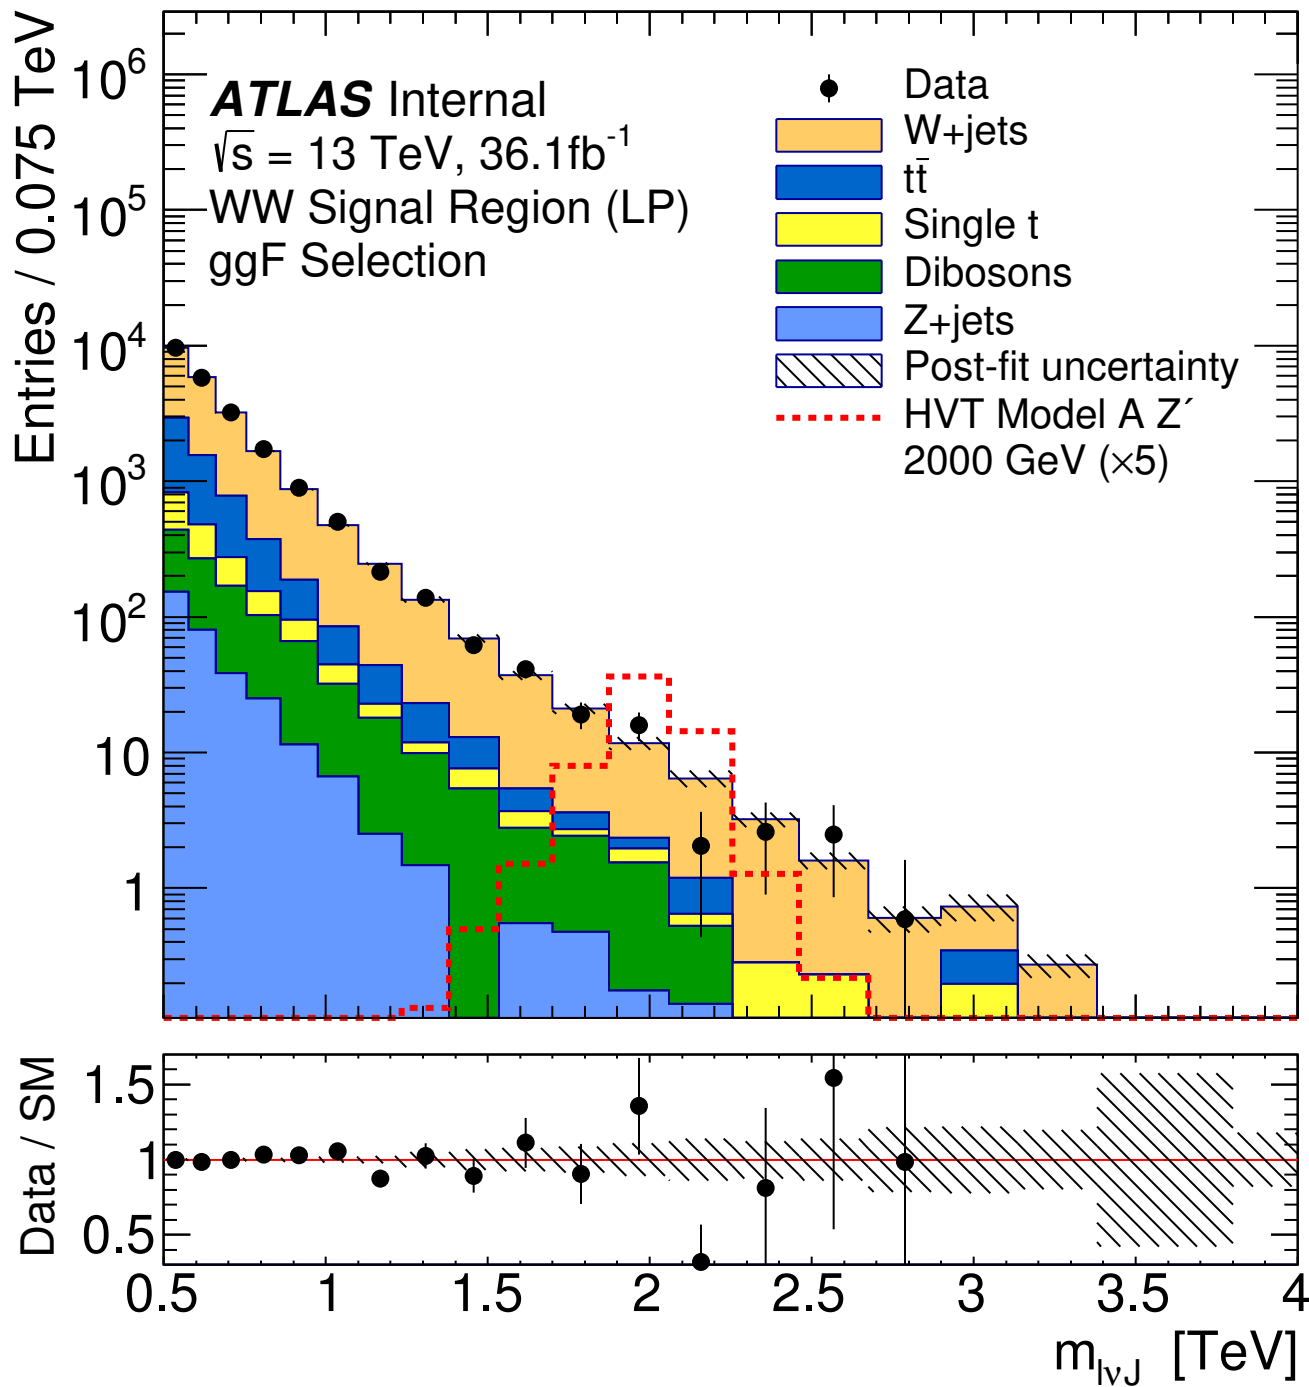 Entries / 0.075 TeV
10⁶
10⁵
10⁴
10³
10²
10
1
ATLAS Internal
√s = 13 TeV, 36.1fb⁻¹
WW Signal Region (LP)
ggF Selection
Data
W+jets
tt̄
Single t
Dibosons
Z+jets
Post-fit uncertainty
HVT Model A Z´
2000 GeV (×5)
Data / SM
1.5
1
0.5
0.5 1 1.5 2 2.5 3 3.5 4
m_lνJ [TeV]